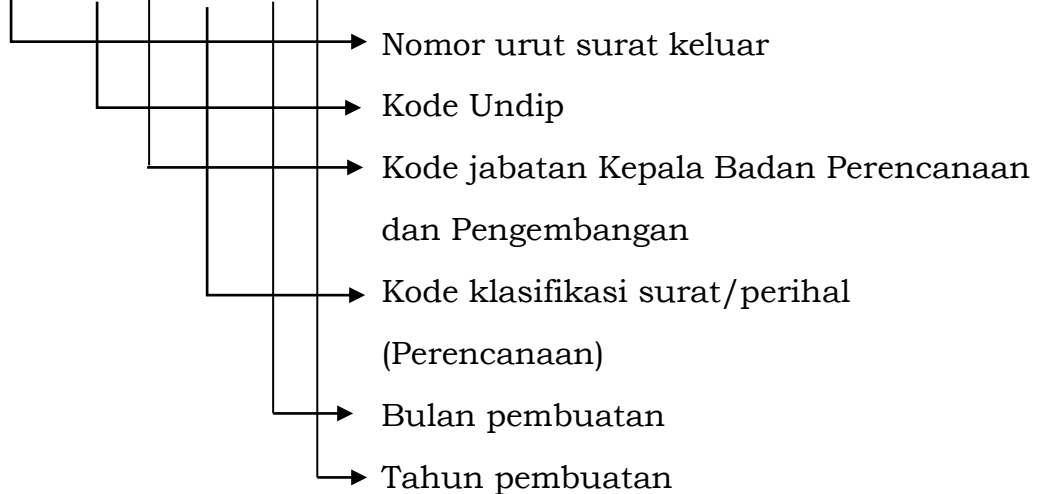 Nomor urut surat keluar
Kode Undip
Kode jabatan Kepala Badan Perencanaan
dan Pengembangan
Kode klasifikasi surat/perihal
(Perencanaan)
Bulan pembuatan
Tahun pembuatan